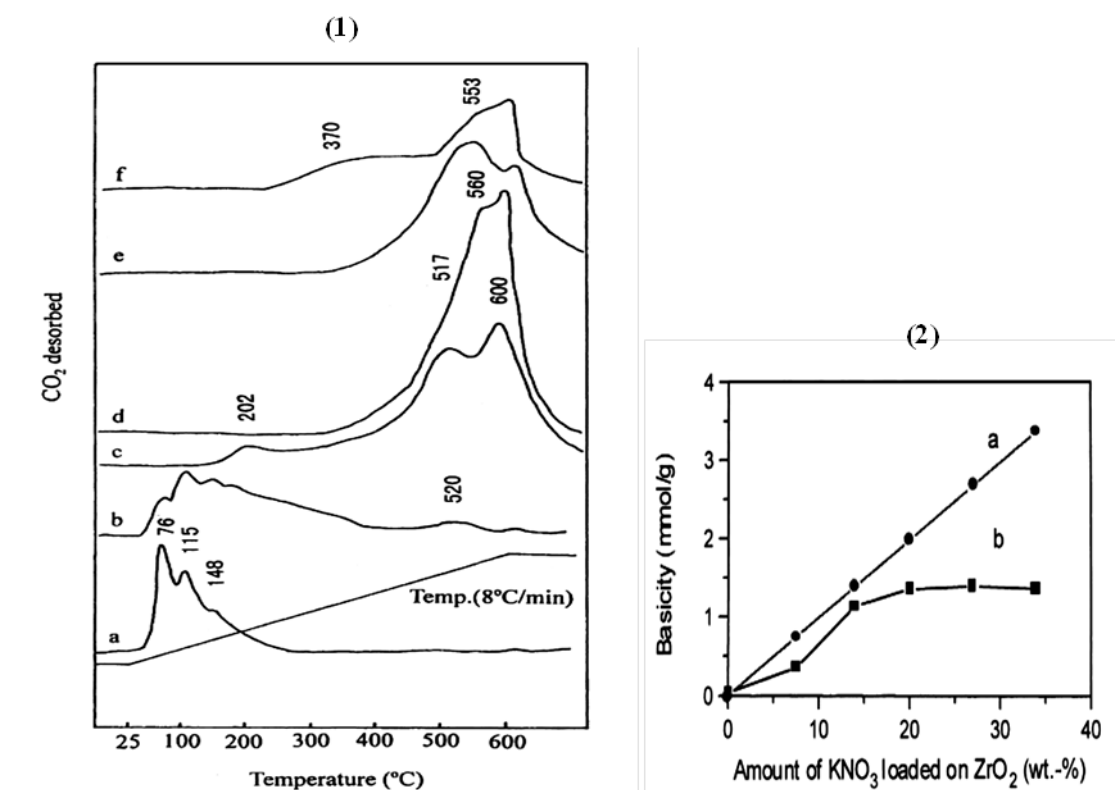 (1)
553
370
f
560
e
517
600
202
d
c
520
b
76
115
148
Temp.(8°C/min)
a
CO₂ desorbed
25 100 200 300 400 500 600
Temperature (°C)
(2)
4
a
3
b
2
1
0
Basicity (mmol/g)
0 10 20 30 40
Amount of KNO₃ loaded on ZrO₂ (wt.-%)